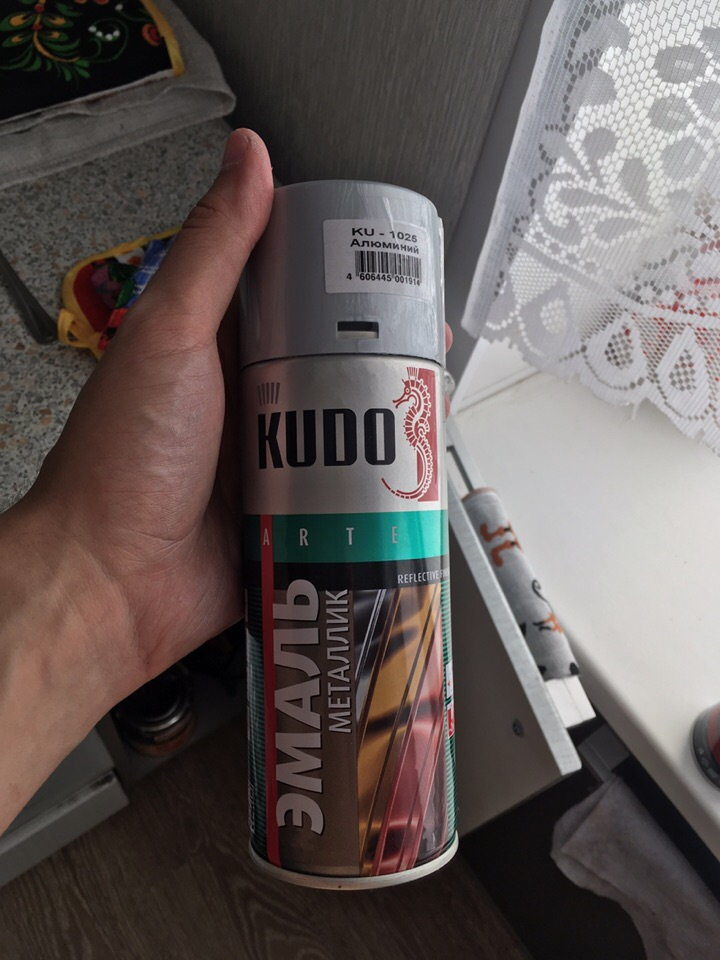 KU - 1025
Алюминий
4 606445 001914
KUDO
ARTE
REFLECTIVE
ЭМАЛЬ
МЕТАЛЛИК